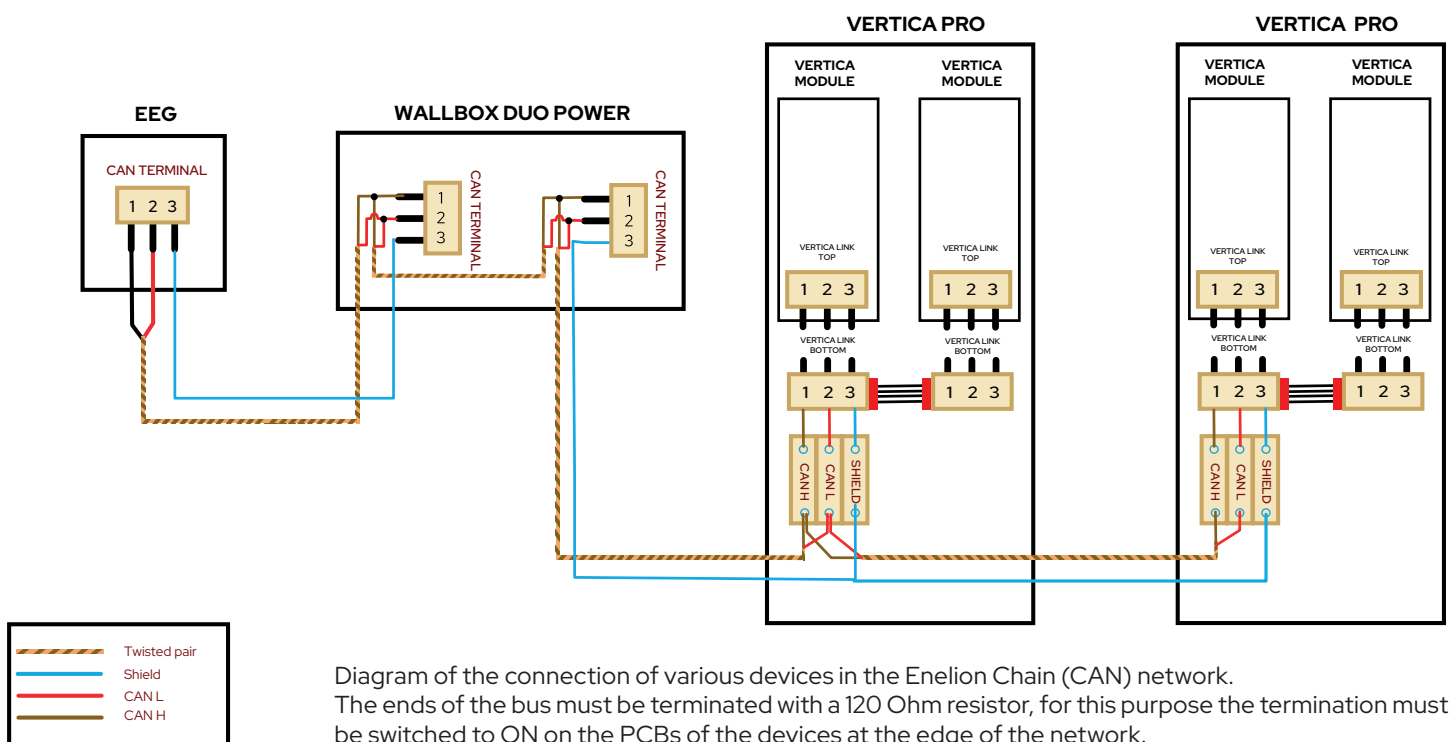 VERTICA PRO
VERTICA PRO
VERTICA
MODULE
VERTICA
MODULE
VERTICA
MODULE
VERTICA
MODULE
EEG
WALLBOX DUO POWER
CAN TERMINAL
1 2 3
1
2
3
CAN TERMINAL
1
2
3
CAN TERMINAL
VERTICA LINK
TOP
1 2 3
VERTICA LINK
TOP
1 2 3
VERTICA LINK
TOP
1 2 3
VERTICA LINK
TOP
1 2 3
VERTICA LINK
BOTTOM
1 2 3
VERTICA LINK
BOTTOM
1 2 3
VERTICA LINK
BOTTOM
1 2 3
VERTICA LINK
BOTTOM
1 2 3
CAN H
CAN L
SHIELD
CAN H
CAN L
SHIELD
Twisted pair
Shield
CAN L
CAN H
Diagram of the connection of various devices in the Enelion Chain (CAN) network.
The ends of the bus must be terminated with a 120 Ohm resistor, for this purpose the termination must
be switched to ON on the PCBs of the devices at the edge of the network.